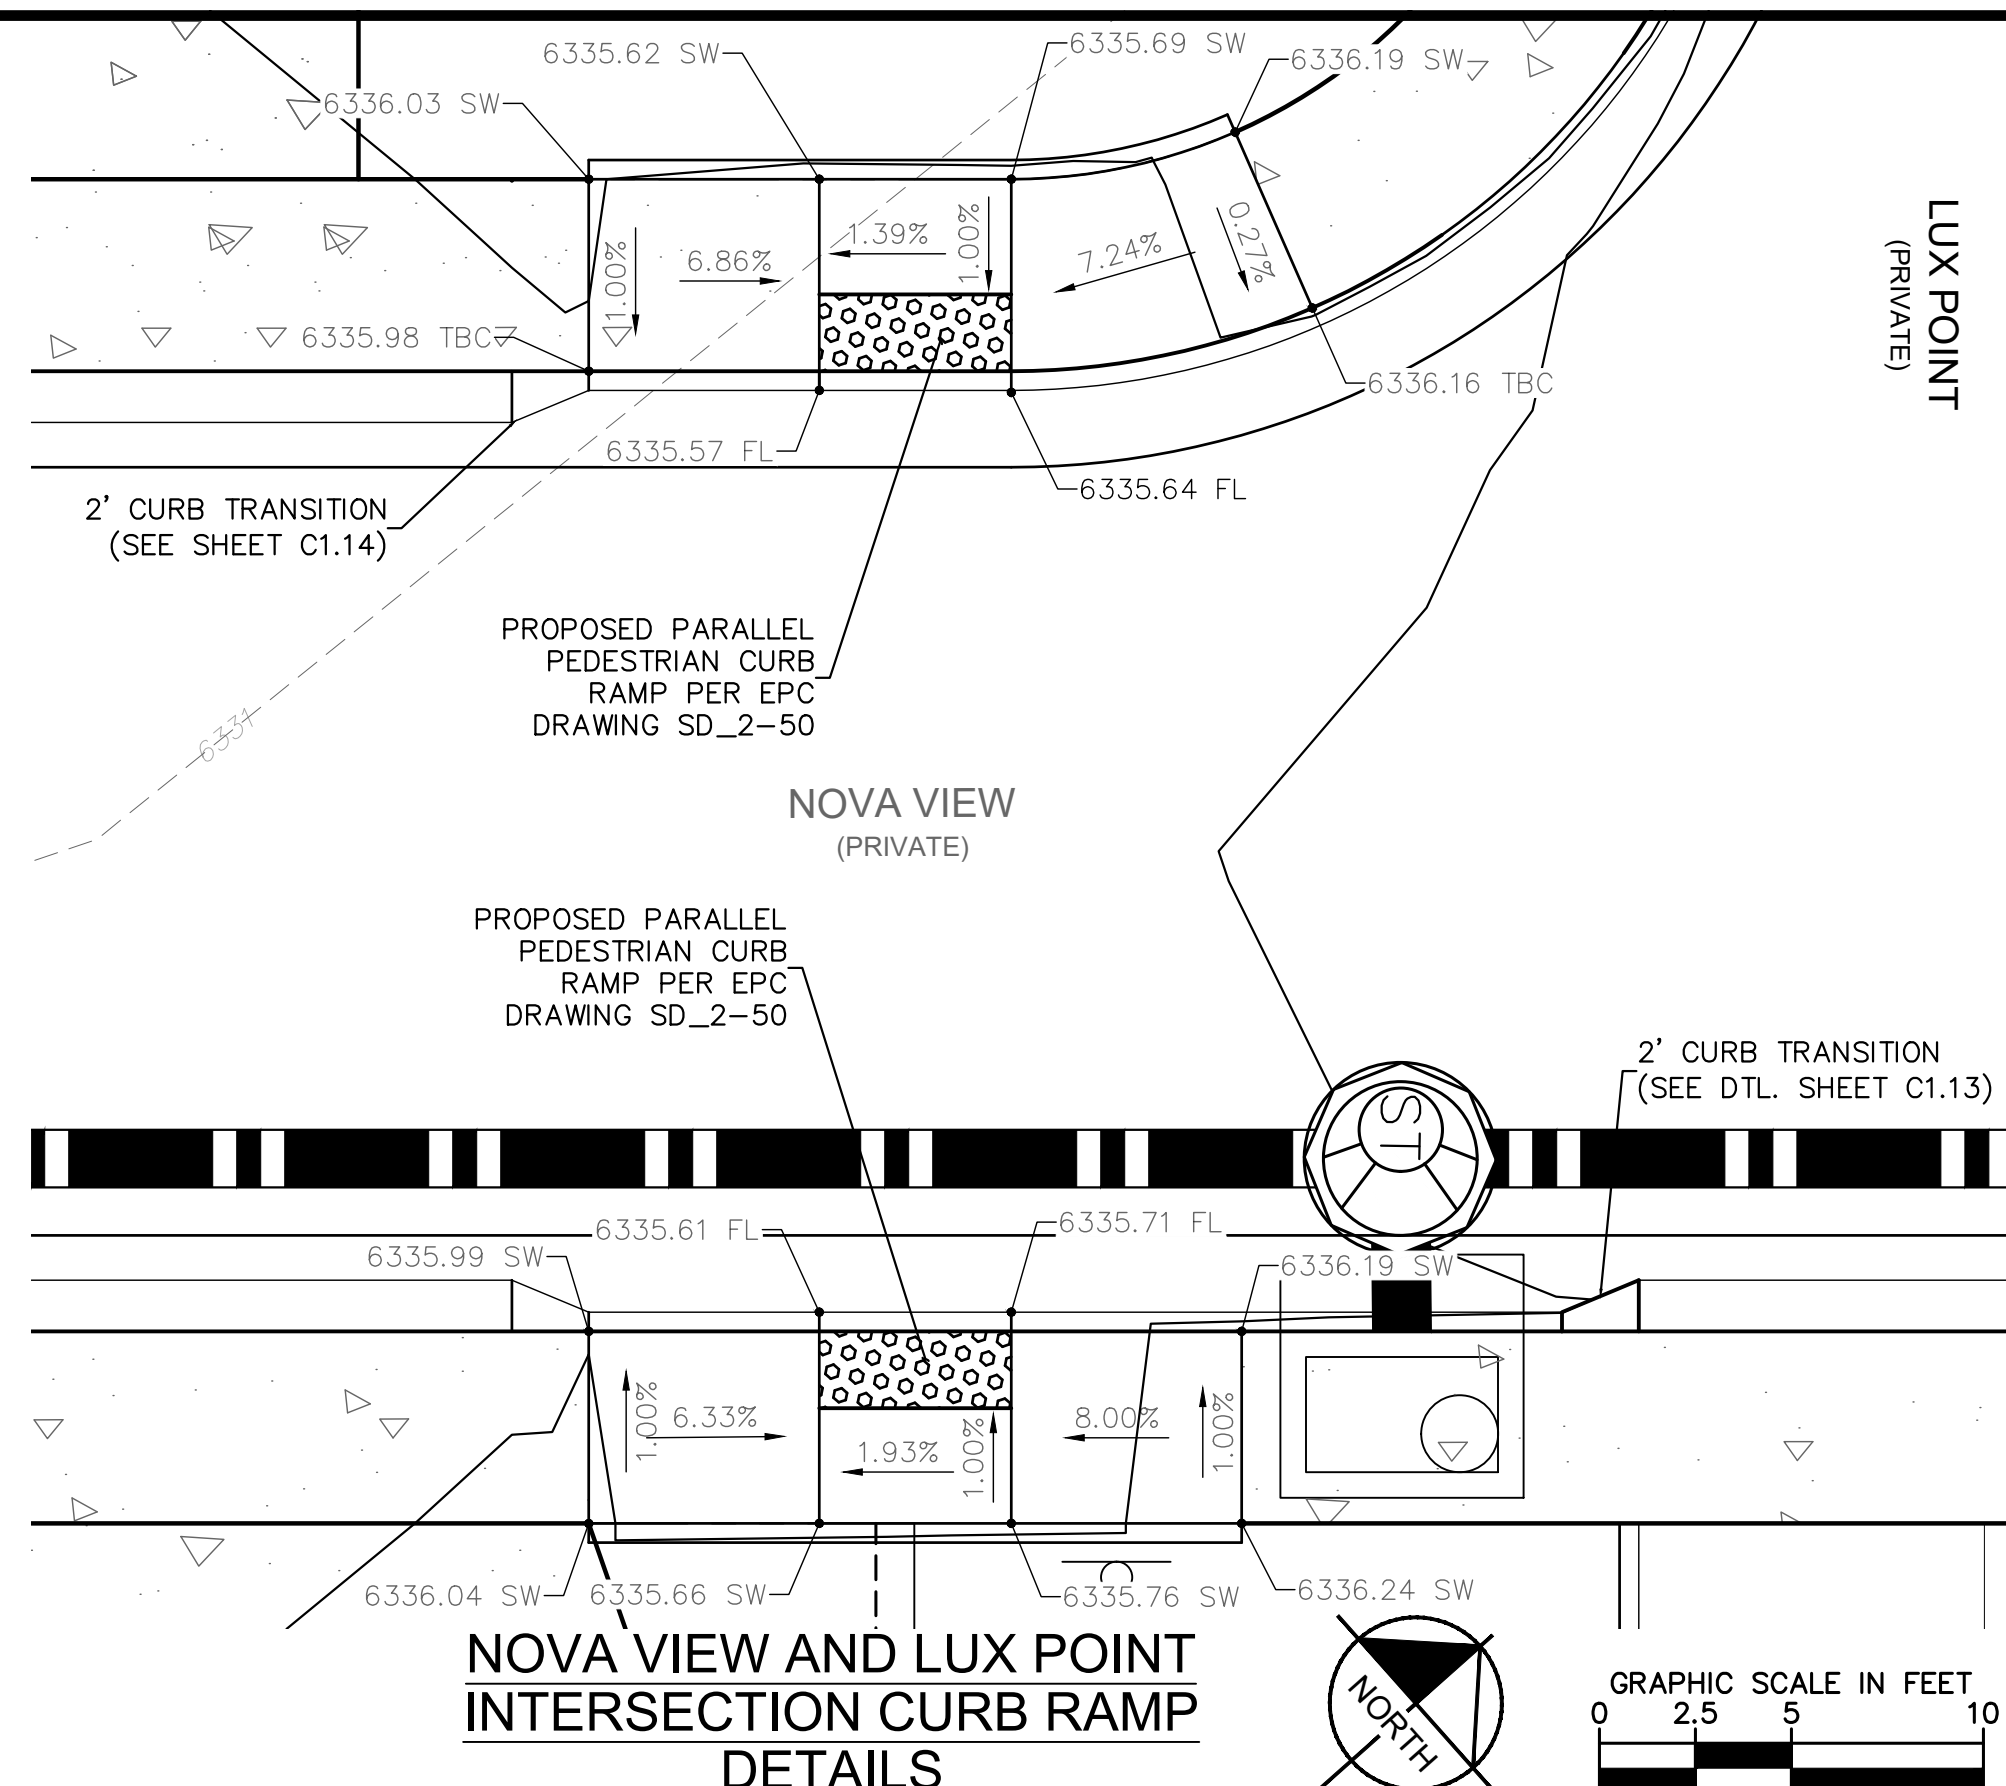 6335.62 SW
6335.69 SW
6336.19 SW
6336.03 SW
1.00%
6.86%
1.39%
1.00%
7.24%
0.27%
LUX POINT
(PRIVATE)
6335.98 TBC
6336.16 TBC
6335.57 FL
6335.64 FL
2' CURB TRANSITION
(SEE SHEET C1.14)
PROPOSED PARALLEL
PEDESTRIAN CURB
RAMP PER EPC
DRAWING SD_2-50
NOVA VIEW
(PRIVATE)
PROPOSED PARALLEL
PEDESTRIAN CURB
RAMP PER EPC
DRAWING SD_2-50
2' CURB TRANSITION
(SEE DTL. SHEET C1.13)
ST
6335.61 FL
6335.71 FL
6335.99 SW
6336.19 SW
1.00%
6.33%
1.93%
1.00%
8.00%
1.00%
6336.04 SW
6335.66 SW
6335.76 SW
6336.24 SW
NOVA VIEW AND LUX POINT
INTERSECTION CURB RAMP
DETAILS
NORTH
GRAPHIC SCALE IN FEET
0 2.5 5 10